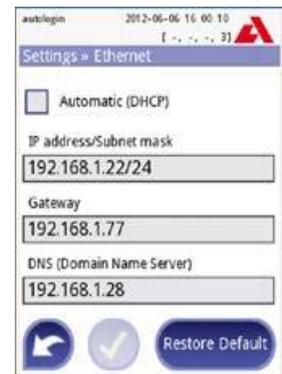 autologin 2012-06-06 16 00 10
[ -, -, -, 3]
Settings » Ethernet
Automatic (DHCP)
IP address/Subnet mask
192.168.1.22/24
Gateway
192.168.1.77
DNS (Domain Name Server)
192.168.1.28
Restore Default